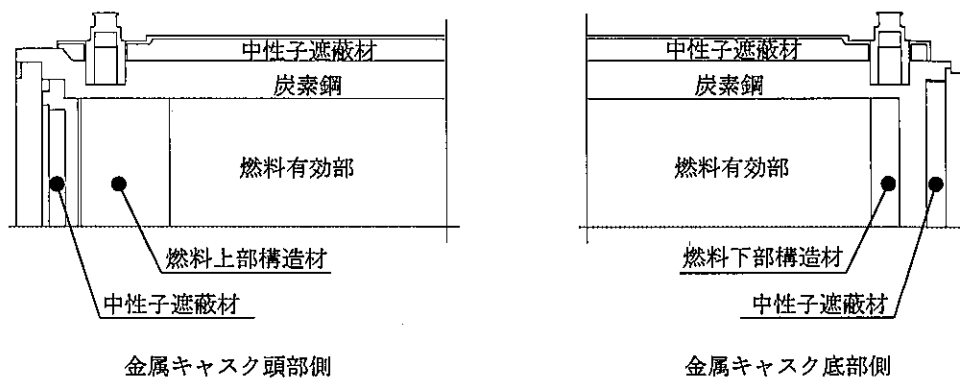 中性子遮蔽材
炭素鋼
燃料有効部
燃料上部構造材
中性子遮蔽材
金属キャスク頭部側
中性子遮蔽材
炭素鋼
燃料有効部
燃料下部構造材
中性子遮蔽材
金属キャスク底部側